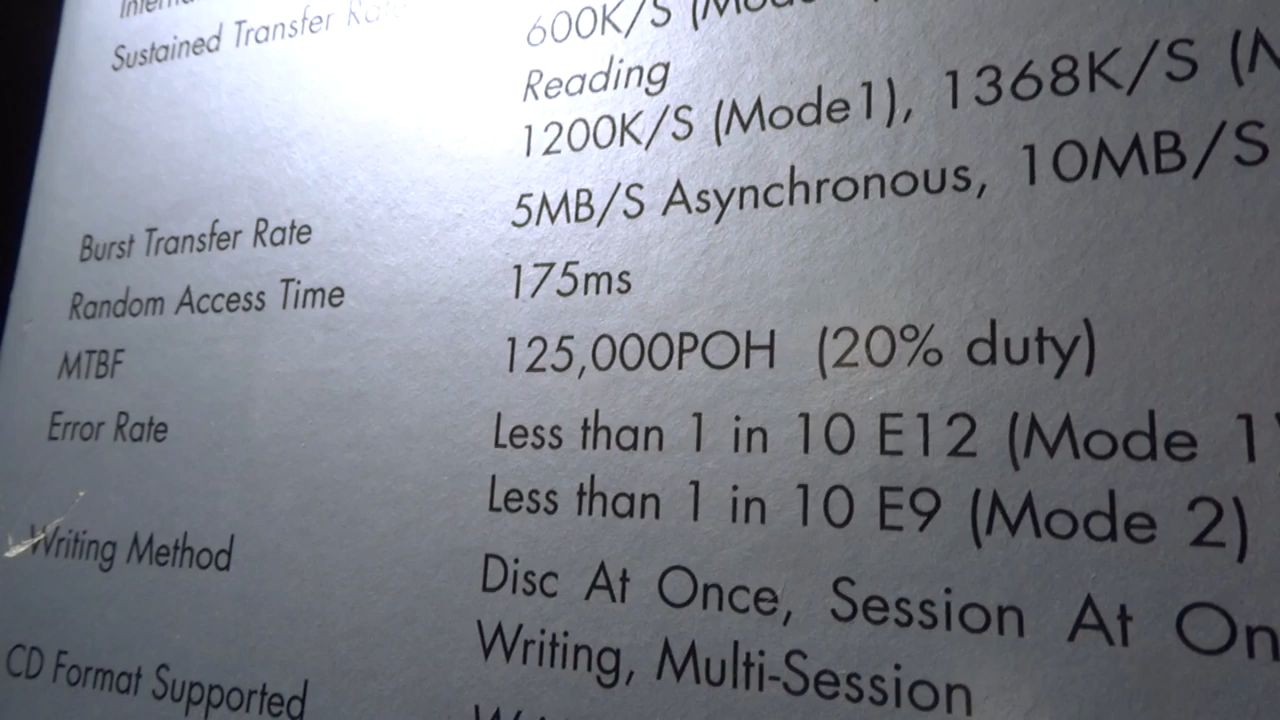 Sustained Transfer Rate 600K/S
Reading
1200K/S (Mode1), 1368K/S
Burst Transfer Rate 5MB/S Asynchronous, 10MB/S
Random Access Time 175ms
MTBF 125,000POH (20% duty)
Error Rate Less than 1 in 10 E12 (Mode 1)
Less than 1 in 10 E9 (Mode 2)
Writing Method Disc At Once, Session At
Writing, Multi-Session
CD Format Supported